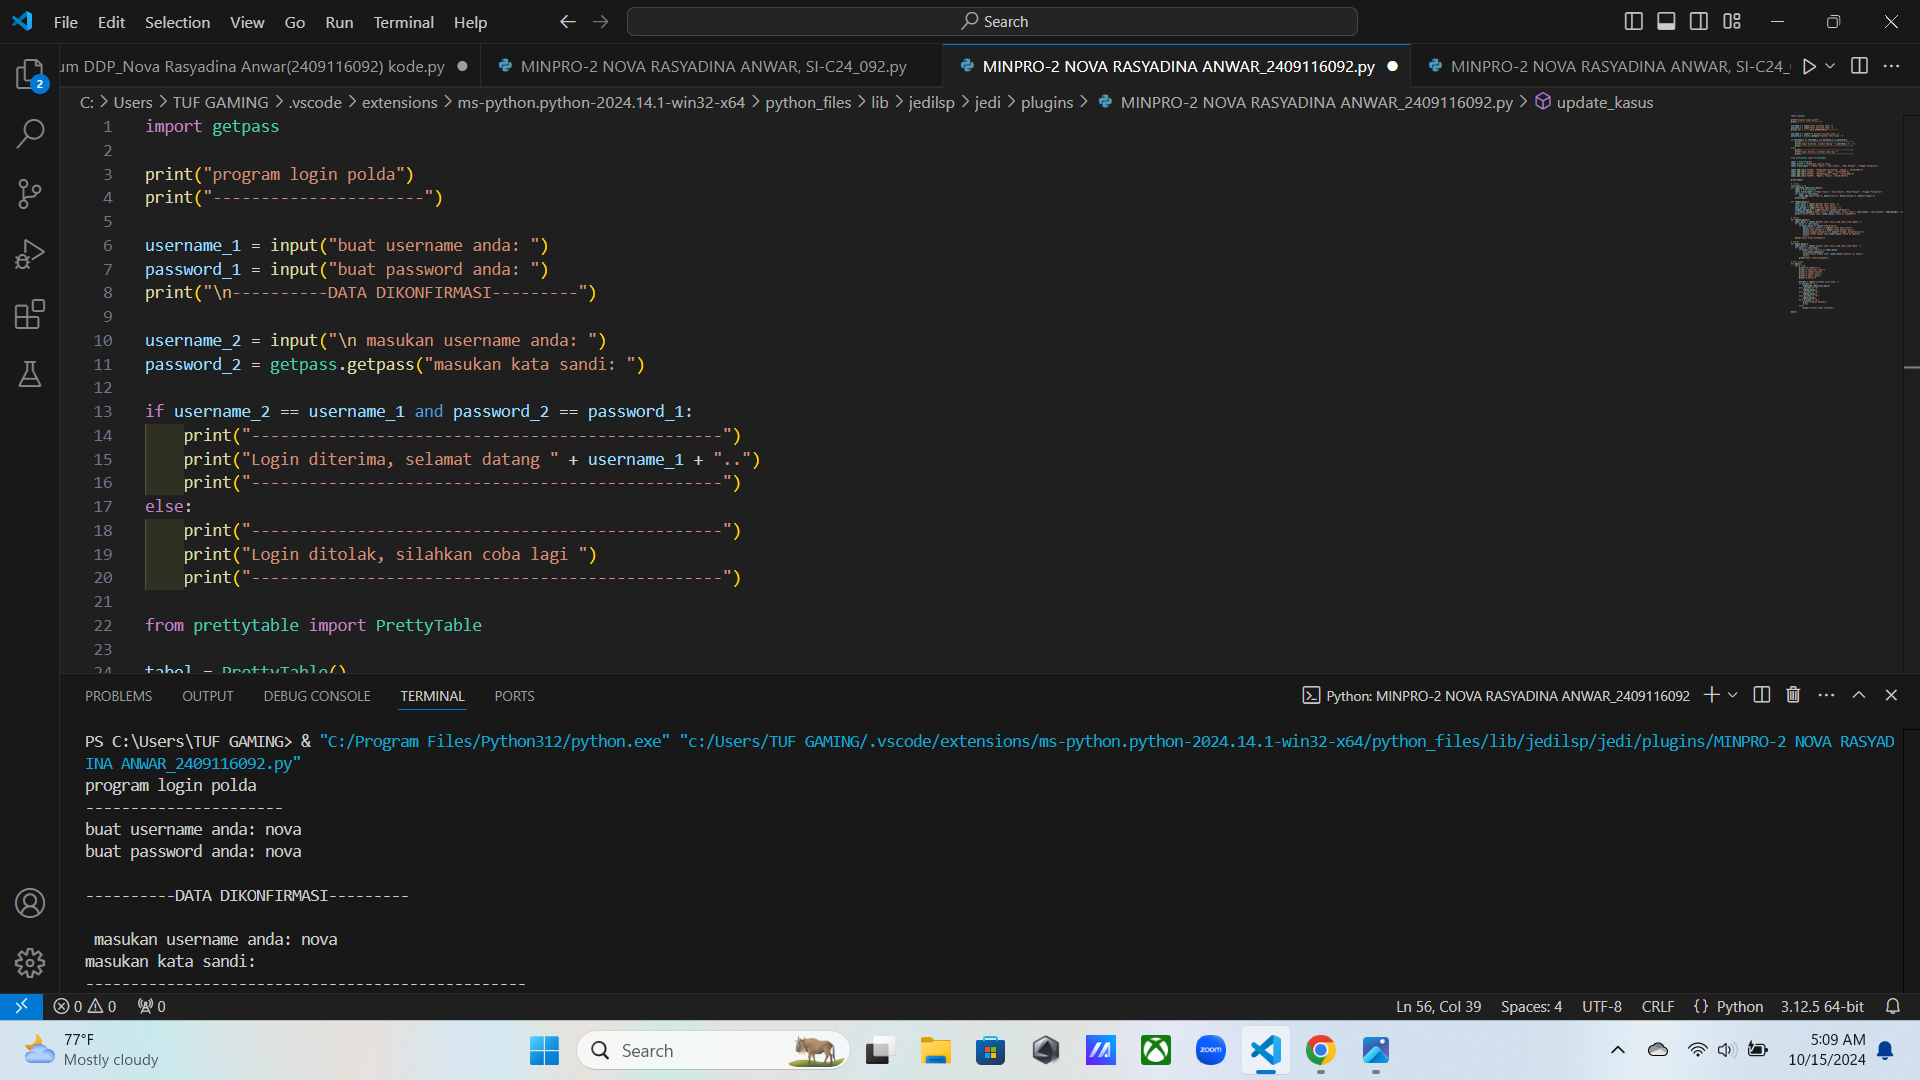 File Edit Selection View Go Run Terminal Help
Search
um DDP_Nova Rasyadina Anwar(2409116092) kode.py
MINPRO-2 NOVA RASYADINA ANWAR, SI-C24_092.py
MINPRO-2 NOVA RASYADINA ANWAR_2409116092.py
MINPRO-2 NOVA RASYADINA ANWAR, SI-C24_
C: > Users > TUF GAMING > .vscode > extensions > ms-python.python-2024.14.1-win32-x64 > python_files > lib > jedilsp > jedi > plugins > MINPRO-2 NOVA RASYADINA ANWAR_2409116092.py > update_kasus
1 import getpass
2
3 print("program login polda")
4 print("----------------------")
5
6 username_1 = input("buat username anda: ")
7 password_1 = input("buat password anda: ")
8 print("\n----------DATA DIKONFIRMASI---------")
9
10 username_2 = input("\n masukan username anda: ")
11 password_2 = getpass.getpass("masukan kata sandi: ")
12
13 if username_2 == username_1 and password_2 == password_1:
14     print("-------------------------------------------------")
15     print("Login diterima, selamat datang " + username_1 + "..")
16     print("-------------------------------------------------")
17 else:
18     print("-------------------------------------------------")
19     print("Login ditolak, silahkan coba lagi ")
20     print("-------------------------------------------------")
21
22 from prettytable import PrettyTable
23
24 tabel = PrettyTable()
2
PROBLEMS OUTPUT DEBUG CONSOLE TERMINAL PORTS
Python: MINPRO-2 NOVA RASYADINA ANWAR_2409116092
PS C:\Users\TUF GAMING> & "C:/Program Files/Python312/python.exe" "c:/Users/TUF GAMING/.vscode/extensions/ms-python.python-2024.14.1-win32-x64/python_files/lib/jedilsp/jedi/plugins/MINPRO-2 NOVA RASYAD
INA ANWAR_2409116092.py"
program login polda
----------------------
buat username anda: nova
buat password anda: nova
----------DATA DIKONFIRMASI---------
masukan username anda: nova
masukan kata sandi:
-------------------------------------------------
0 0 0
Ln 56, Col 39 Spaces: 4 UTF-8 CRLF {} Python 3.12.5 64-bit
77°F
Mostly cloudy
Search
zoom
5:09 AM
10/15/2024